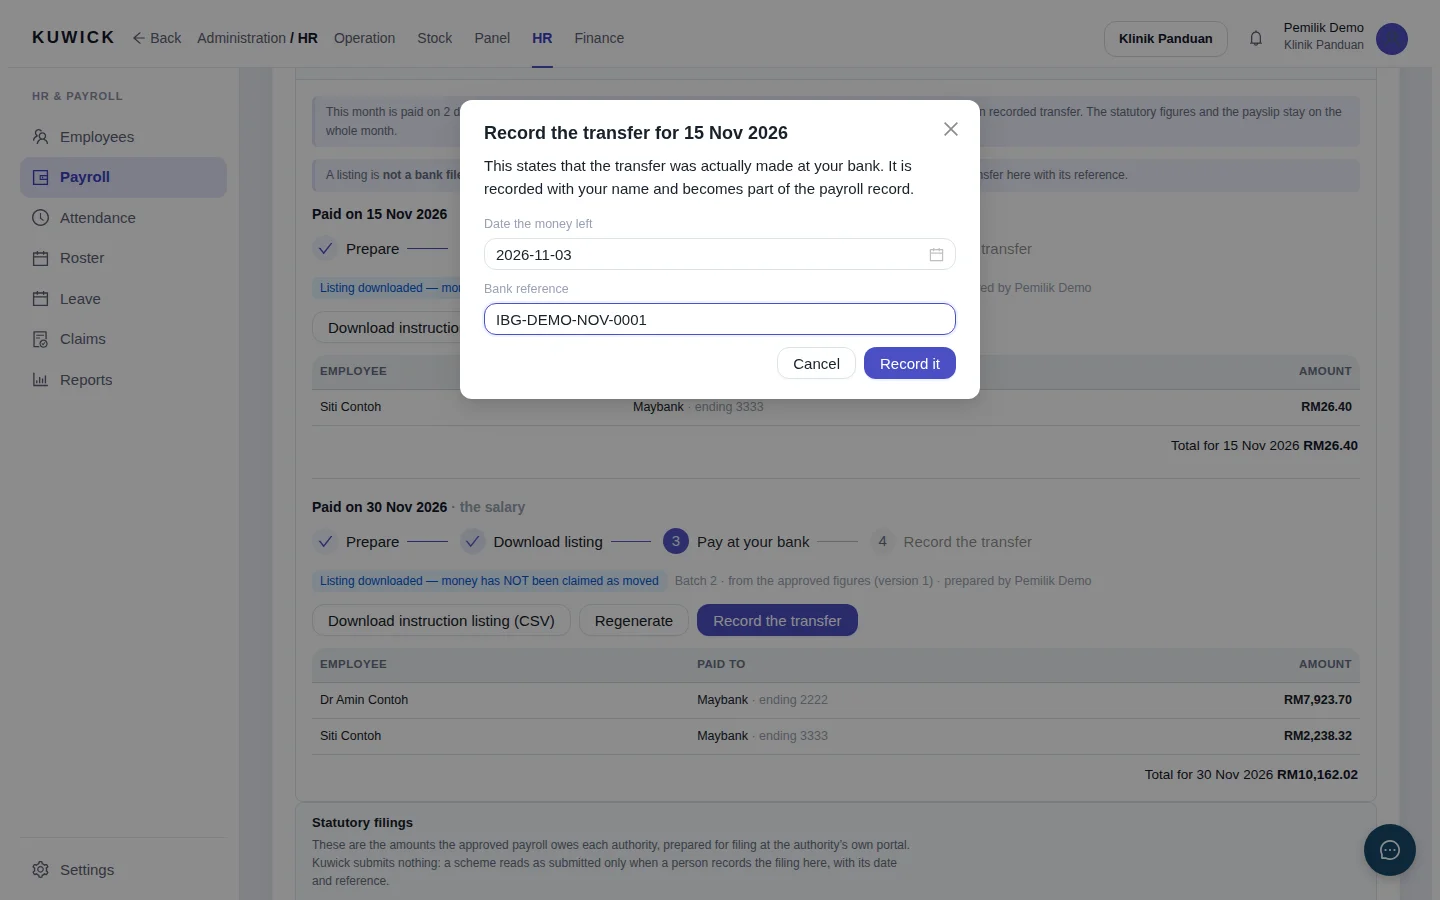 KUWICK
Back
Administration / HR
Operation
Stock
Panel
HR
Finance
Klinik Panduan
Pemilik Demo
Klinik Panduan
HR & PAYROLL
Employees
Payroll
Attendance
Roster
Leave
Claims
Reports
Settings
This month is paid on 2 d
n recorded transfer. The statutory figures and the payslip stay on the
whole month.
A listing is not a bank file
nsfer here with its reference.
Record the transfer for 15 Nov 2026
This states that the transfer was actually made at your bank. It is
recorded with your name and becomes part of the payroll record.
Date the money left
2026-11-03
Bank reference
IBG-DEMO-NOV-0001
Cancel
Record it
Paid on 15 Nov 2026
Prepare
transfer
Listing downloaded — mon
ed by Pemilik Demo
Download instructio
EMPLOYEE
AMOUNT
Siti Contoh
Maybank · ending 3333
RM26.40
Total for 15 Nov 2026 RM26.40
Paid on 30 Nov 2026 · the salary
Prepare
Download listing
3 Pay at your bank
4 Record the transfer
Listing downloaded — money has NOT been claimed as moved
Batch 2 · from the approved figures (version 1) · prepared by Pemilik Demo
Download instruction listing (CSV)
Regenerate
Record the transfer
EMPLOYEE
PAID TO
AMOUNT
Dr Amin Contoh
Maybank · ending 2222
RM7,923.70
Siti Contoh
Maybank · ending 3333
RM2,238.32
Total for 30 Nov 2026 RM10,162.02
Statutory filings
These are the amounts the approved payroll owes each authority, prepared for filing at the authority's own portal.
Kuwick submits nothing: a scheme reads as submitted only when a person records the filing here, with its date
and reference.